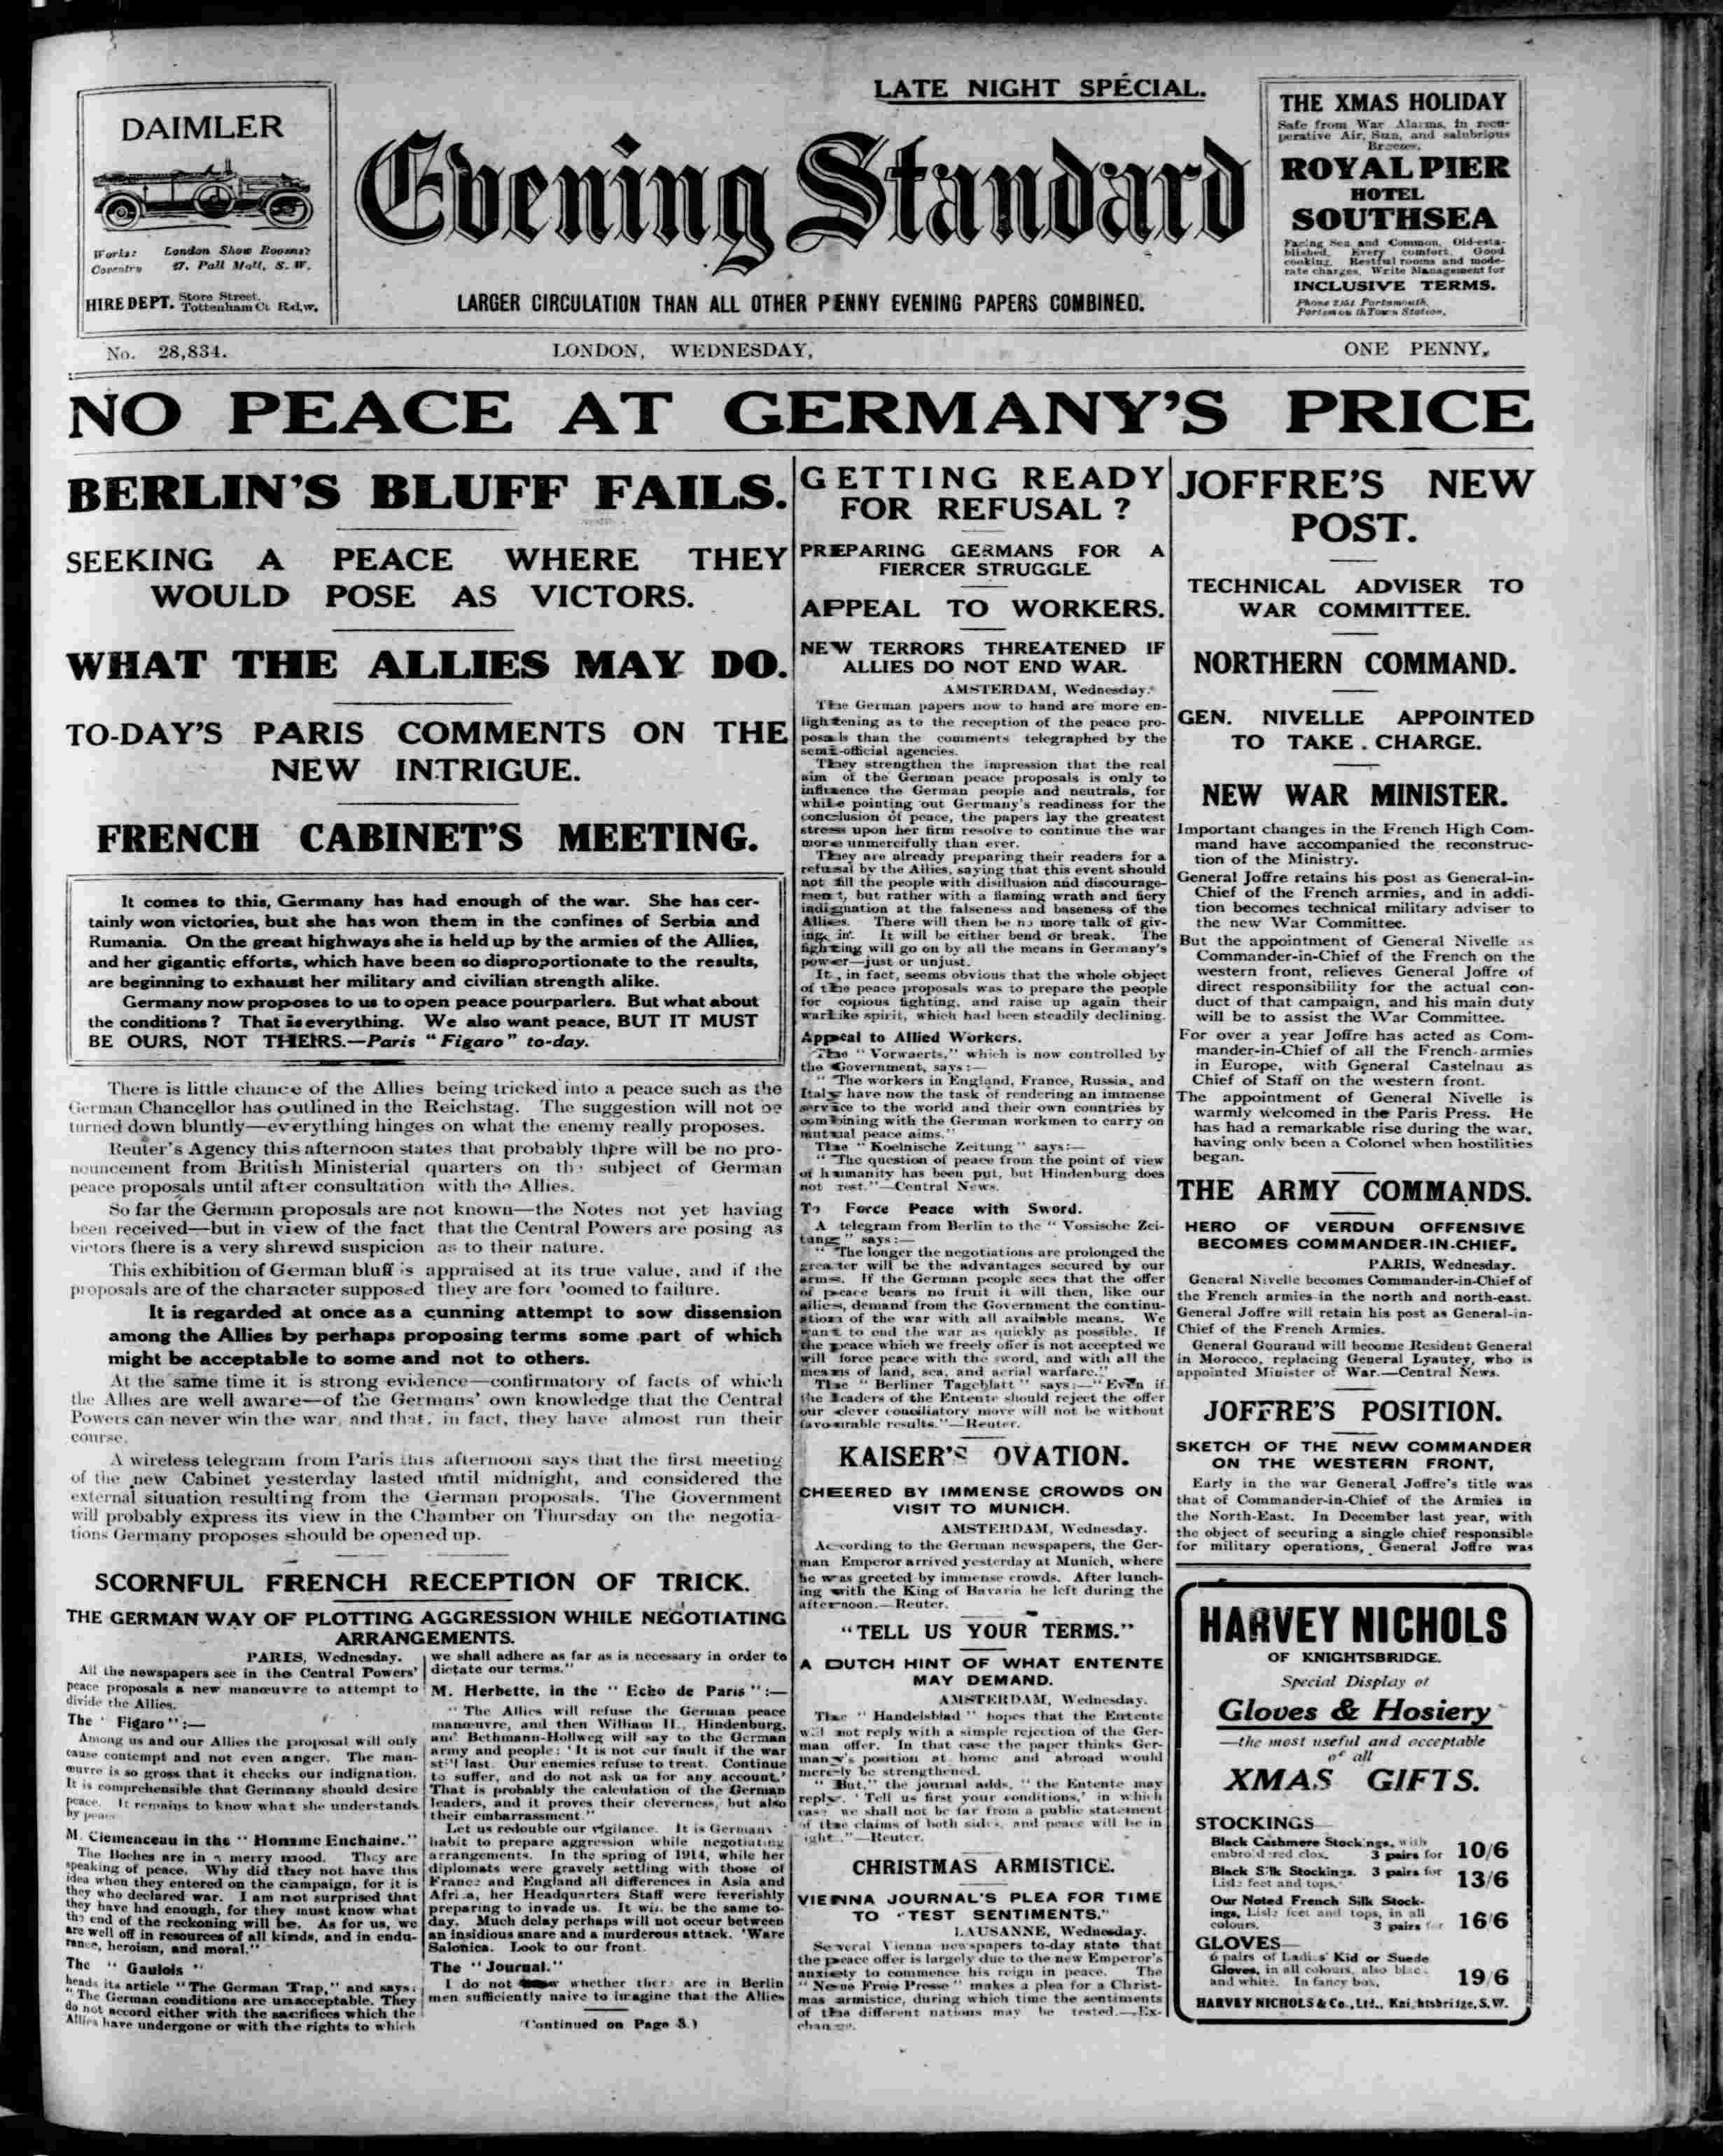 LATE NIGHT SPECIAL.
DAIMLER
Works: London Show Rooms:
Coventry 27, Pall Mall, S. W.
HIRE DEPT. Store Street,
Tottenham Ct Rd, w.
Evening Standard
LARGER CIRCULATION THAN ALL OTHER PENNY EVENING PAPERS COMBINED.
THE XMAS HOLIDAY
Safe from War Alarms, in recu-
perative Air, Sun, and salubrious
Breezes.
ROYAL PIER
HOTEL
SOUTHSEA
Facing Sea and Common. Old-esta-
blished. Every comfort. Good
cooking. Restful rooms and mode-
rate charges. Write Management for
INCLUSIVE TERMS.
Portsmouth.
Portsmouth Town Station.
No. 28,834.
LONDON, WEDNESDAY,
ONE PENNY.
NO PEACE AT GERMANY'S PRICE
BERLIN'S BLUFF FAILS.
SEEKING A PEACE WHERE THEY
WOULD POSE AS VICTORS.
WHAT THE ALLIES MAY DO.
TO-DAY'S PARIS COMMENTS ON THE
NEW INTRIGUE.
FRENCH CABINET'S MEETING.
It comes to this, Germany has had enough of the war. She has cer-
tainly won victories, but she has won them in the confines of Serbia and
Rumania. On the great highways she is held up by the armies of the Allies,
and her gigantic efforts, which have been so disproportionate to the results,
are beginning to exhaust her military and civilian strength alike.
Germany now proposes to us to open peace pourparlers. But what about
the conditions? That is everything. We also want peace, BUT IT MUST
BE OURS, NOT THEIRS.—Paris "Figaro" to-day.
There is little chance of the Allies being tricked into a peace such as the
German Chancellor has outlined in the Reichstag. The suggestion will not be
turned down bluntly—everything hinges on what the enemy really proposes.
Reuter's Agency this afternoon states that probably there will be no pro-
nouncement from British Ministerial quarters on the subject of German
peace proposals until after consultation with the Allies.
So far the German proposals are not known—the Notes not yet having
been received—but in view of the fact that the Central Powers are posing as
victors there is a very shrewd suspicion as to their nature.
This exhibition of German bluff is appraised at its true value, and if the
proposals are of the character supposed they are foredoomed to failure.
It is regarded at once as a cunning attempt to sow dissension
among the Allies by perhaps proposing terms some part of which
might be acceptable to some and not to others.
At the same time it is strong evidence—confirmatory of facts of which
the Allies are well aware—of the Germans' own knowledge that the Central
Powers can never win the war, and that, in fact, they have almost run their
course.
A wireless telegram from Paris this afternoon says that the first meeting
of the new Cabinet yesterday lasted until midnight, and considered the
external situation resulting from the German proposals. The Government
will probably express its view in the Chamber on Thursday on the negotia-
tions Germany proposes should be opened up.
SCORNFUL FRENCH RECEPTION OF TRICK.
THE GERMAN WAY OF PLOTTING AGGRESSION WHILE NEGOTIATING
ARRANGEMENTS.
PARIS, Wednesday.
All the newspapers see in the Central Powers'
peace proposals a new manœuvre to attempt to
divide the Allies.
The "Figaro":—
Among us and our Allies the proposal will only
cause contempt and not even anger. The man-
œuvre is so gross that it checks our indignation.
It is comprehensible that Germany should desire
peace. It remains to know what she understands
by peace.
M. Clemenceau in the "Homme Enchaine."
The Boches are in a merry mood. They are
speaking of peace. Why did they not have this
idea when they entered on the campaign, for it is
they who declared war. I am not surprised that
they have had enough, for they must know what
the end of the reckoning will be. As for us, we
are well off in resources of all kinds, and in endu-
rance, heroism, and moral."
The "Gaulois"
heads its article "The German Trap," and says:
"The German conditions are unacceptable. They
do not accord either with the sacrifices which the
Allies have undergone or with the rights to which
we shall adhere as far as is necessary in order to
dictate our terms."
M. Herbette, in the "Echo de Paris":—
"The Allies will refuse the German peace
manœuvre, and then William II., Hindenburg,
and Bethmann-Hollweg will say to the German
army and people: 'It is not our fault if the war
still last. Our enemies refuse to treat. Continue
to suffer, and do not ask us for any account.'
That is probably the calculation of the German
leaders, and it proves their cleverness, but also
their embarrassment."
Let us redouble our vigilance. It is German
habit to prepare aggression while negotiating
arrangements. In the spring of 1914, while her
diplomats were gravely settling with those of
France and England all differences in Asia and
Africa, her Headquarters Staff were feverishly
preparing to invade us. It will be the same to-
day. Much delay perhaps will not occur between
an insidious snare and a murderous attack. 'Ware
Salonica. Look to our front.
The "Journal."
I do not know whether there are in Berlin
men sufficiently naive to imagine that the Allies
(Continued on Page 8.)
GETTING READY
FOR REFUSAL?
PREPARING GERMANS FOR A
FIERCER STRUGGLE
APPEAL TO WORKERS.
NEW TERRORS THREATENED IF
ALLIES DO NOT END WAR.
AMSTERDAM, Wednesday.
The German papers now to hand are more en-
lightening as to the reception of the peace pro-
posals than the comments telegraphed by the
semi-official agencies.
They strengthen the impression that the real
aim of the German peace proposals is only to
influence the German people and neutrals, for
while pointing out Germany's readiness for the
conclusion of peace, the papers lay the greatest
stress upon her firm resolve to continue the war
more unmercifully than ever.
They are already preparing their readers for a
refusal by the Allies, saying that this event should
not fill the people with disillusion and discourage-
ment, but rather with a flaming wrath and fiery
indignation at the falseness and baseness of the
Allies. There will then be no more talk of giv-
ing in. It will be either bend or break. The
fighting will go on by all the means in Germany's
power—just or unjust.
It, in fact, seems obvious that the whole object
of the peace proposals was to prepare the people
for copious fighting, and raise up again their
warlike spirit, which had been steadily declining.
Appeal to Allied Workers.
The "Vorwaerts," which is now controlled by
the Government, says:—
"The workers in England, France, Russia, and
Italy have now the task of rendering an immense
service to the world and their own countries by
combining with the German workmen to carry on
mutual peace aims."
The "Koelnische Zeitung" says:—
"The question of peace from the point of view
of humanity has been put, but Hindenburg does
not rest."—Central News.
To Force Peace with Sword.
A telegram from Berlin to the "Vossische Zei-
tung" says:—
"The longer the negotiations are prolonged the
greater will be the advantages secured by our
arms. If the German people sees that the offer
of peace bears no fruit it will then, like our
allies, demand from the Government the continu-
ation of the war with all available means. We
want to end the war as quickly as possible. If
the peace which we freely offer is not accepted we
will force peace with the sword, and with all the
means of land, sea, and aerial warfare."
The "Berliner Tageblatt" says:—"Even if
the leaders of the Entente should reject the offer
our clever conciliatory move will not be without
favourable results."—Reuter.
KAISER'S OVATION.
CHEERED BY IMMENSE CROWDS ON
VISIT TO MUNICH.
AMSTERDAM, Wednesday.
According to the German newspapers, the Ger-
man Emperor arrived yesterday at Munich, where
he was greeted by immense crowds. After lunch-
ing with the King of Bavaria he left during the
afternoon.—Reuter.
"TELL US YOUR TERMS."
A DUTCH HINT OF WHAT ENTENTE
MAY DEMAND.
AMSTERDAM, Wednesday.
The "Handelsblad" hopes that the Entente
will not reply with a simple rejection of the Ger-
man offer. In that case the paper thinks Ger-
many's position at home and abroad would
merely be strengthened.
"But," the journal adds, "the Entente may
reply, 'Tell us first your conditions,' in which
case we shall not be far from a public statement
of the claims of both sides, and peace will be in
sight."—Reuter.
CHRISTMAS ARMISTICE.
VIENNA JOURNAL'S PLEA FOR TIME
TO "TEST SENTIMENTS."
LAUSANNE, Wednesday.
Several Vienna newspapers to-day state that
the peace offer is largely due to the new Emperor's
anxiety to commence his reign in peace. The
"Neue Freie Presse" makes a plea for a Christ-
mas armistice, during which time the sentiments
of the different nations may be tested.—Ex-
change.
JOFFRE'S NEW
POST.
TECHNICAL ADVISER TO
WAR COMMITTEE.
NORTHERN COMMAND.
GEN. NIVELLE APPOINTED
TO TAKE CHARGE.
NEW WAR MINISTER.
Important changes in the French High Com-
mand have accompanied the reconstruc-
tion of the Ministry.
General Joffre retains his post as General-in-
Chief of the French armies, and in addi-
tion becomes technical military adviser to
the new War Committee.
But the appointment of General Nivelle as
Commander-in-Chief of the French on the
western front, relieves General Joffre of
direct responsibility for the actual con-
duct of that campaign, and his main duty
will be to assist the War Committee.
For over a year Joffre has acted as Com-
mander-in-Chief of all the French armies
in Europe, with General Castelnau as
Chief of Staff on the western front.
The appointment of General Nivelle is
warmly welcomed in the Paris Press. He
has had a remarkable rise during the war,
having only been a Colonel when hostilities
began.
THE ARMY COMMANDS.
HERO OF VERDUN OFFENSIVE
BECOMES COMMANDER-IN-CHIEF.
PARIS, Wednesday.
General Nivelle becomes Commander-in-Chief of
the French armies in the north and north-east.
General Joffre will retain his post as General-in-
Chief of the French Armies.
General Gouraud will become Resident General
in Morocco, replacing General Lyautey, who is
appointed Minister of War.—Central News.
JOFFRE'S POSITION.
SKETCH OF THE NEW COMMANDER
ON THE WESTERN FRONT.
Early in the war General Joffre's title was
that of Commander-in-Chief of the Armies in
the North-East. In December last year, with
the object of securing a single chief responsible
for military operations, General Joffre was
HARVEY NICHOLS
OF KNIGHTSBRIDGE.
Special Display of
Gloves & Hosiery
—the most useful and acceptable
of all
XMAS GIFTS.
STOCKINGS
Black Cashmere Stockings, with
embroidered clox. 3 pairs for 10/6
Black Silk Stockings. 3 pairs for
Lisle feet and tops. 13/6
Our Noted French Silk Stock-
ings, Lisle feet and tops, in all
colours. 3 pairs for 16/6
GLOVES—
6 pairs of Ladies' Kid or Suede
Gloves, in all colours, also black
and white. In fancy box. 19/6
HARVEY NICHOLS & Co., Ltd., Knightsbridge, S.W.